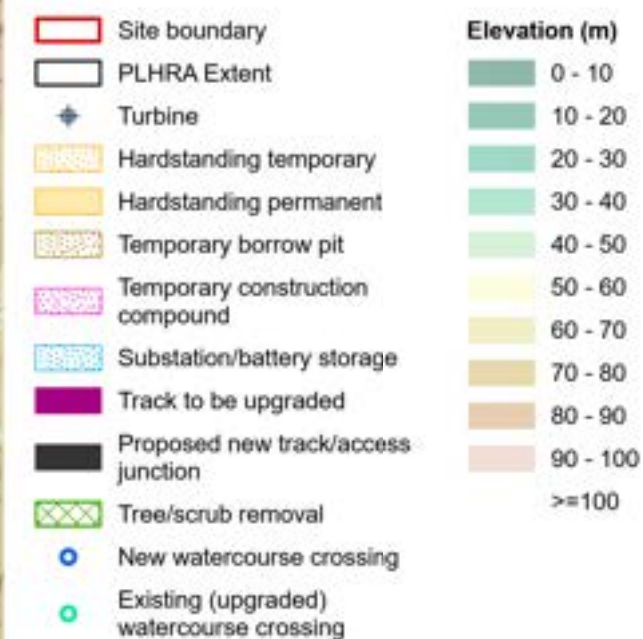 Site boundary
PLHRA Extent
Turbine
Hardstanding temporary
Hardstanding permanent
Temporary borrow pit
Temporary construction
compound
Substation/battery storage
Track to be upgraded
Proposed new track/access
junction
Tree/scrub removal
New watercourse crossing
Existing (upgraded)
watercourse crossing
Elevation (m)
0 - 10
10 - 20
20 - 30
30 - 40
40 - 50
50 - 60
60 - 70
70 - 80
80 - 90
90 - 100
>=100